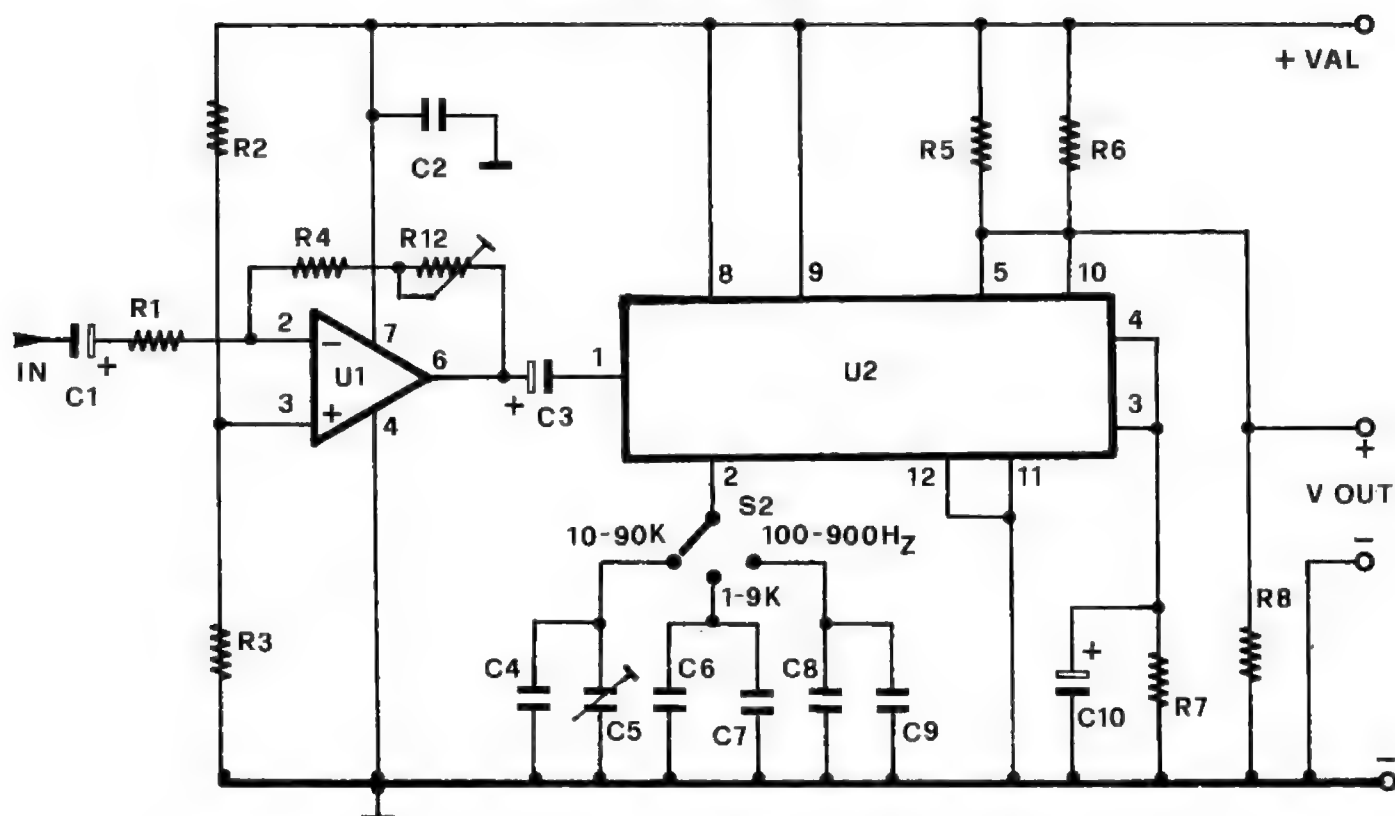 + VAL
R2
C2
R5
R6
R4
R12
8
9
5
10
R1
2
7
4
IN
C1
+
−
U1
6
1
U2
3
3
+
4
+
C3
2
12
11
+
V OUT
S2
10-90K
100-900HZ
−
1-9K
R8
R3
C4
C6
C8
+
C5
C7
C9
C10
R7
−